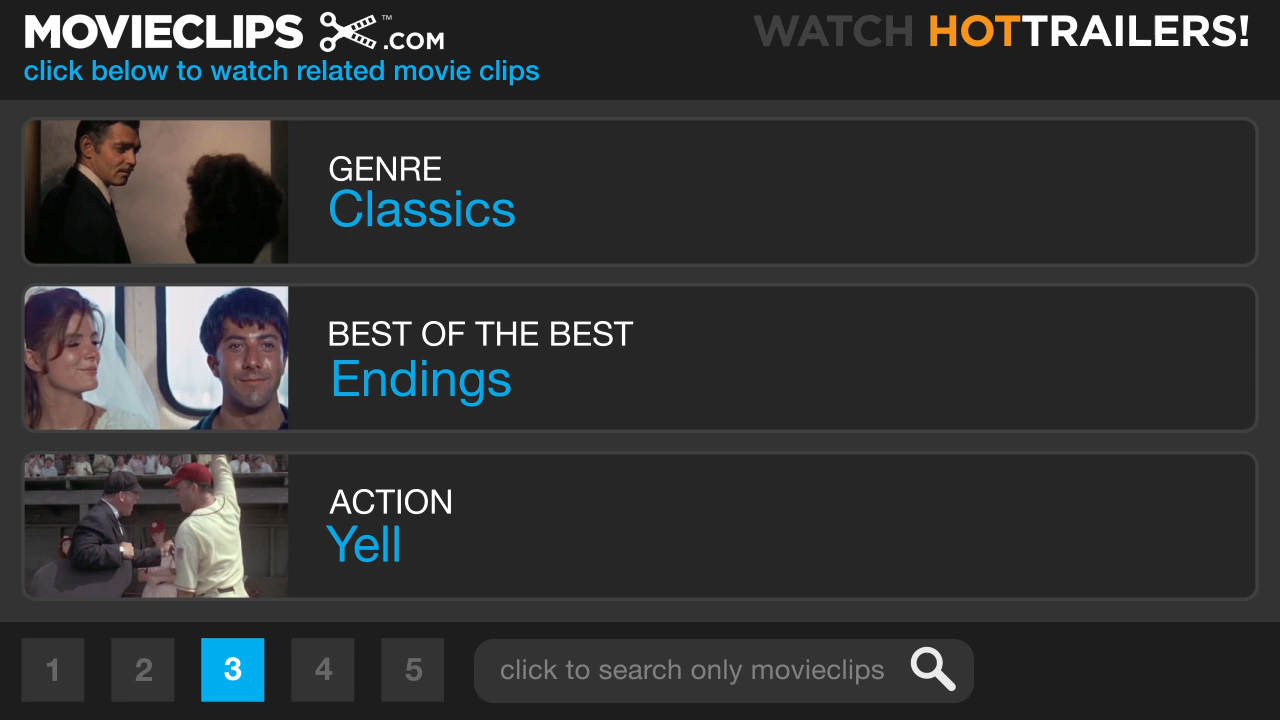 MOVIECLIPS ™ .COM
WATCH HOTTRAILERS!
click below to watch related movie clips
GENRE
Classics
BEST OF THE BEST
Endings
ACTION
Yell
1 2 3 4 5 click to search only movieclips